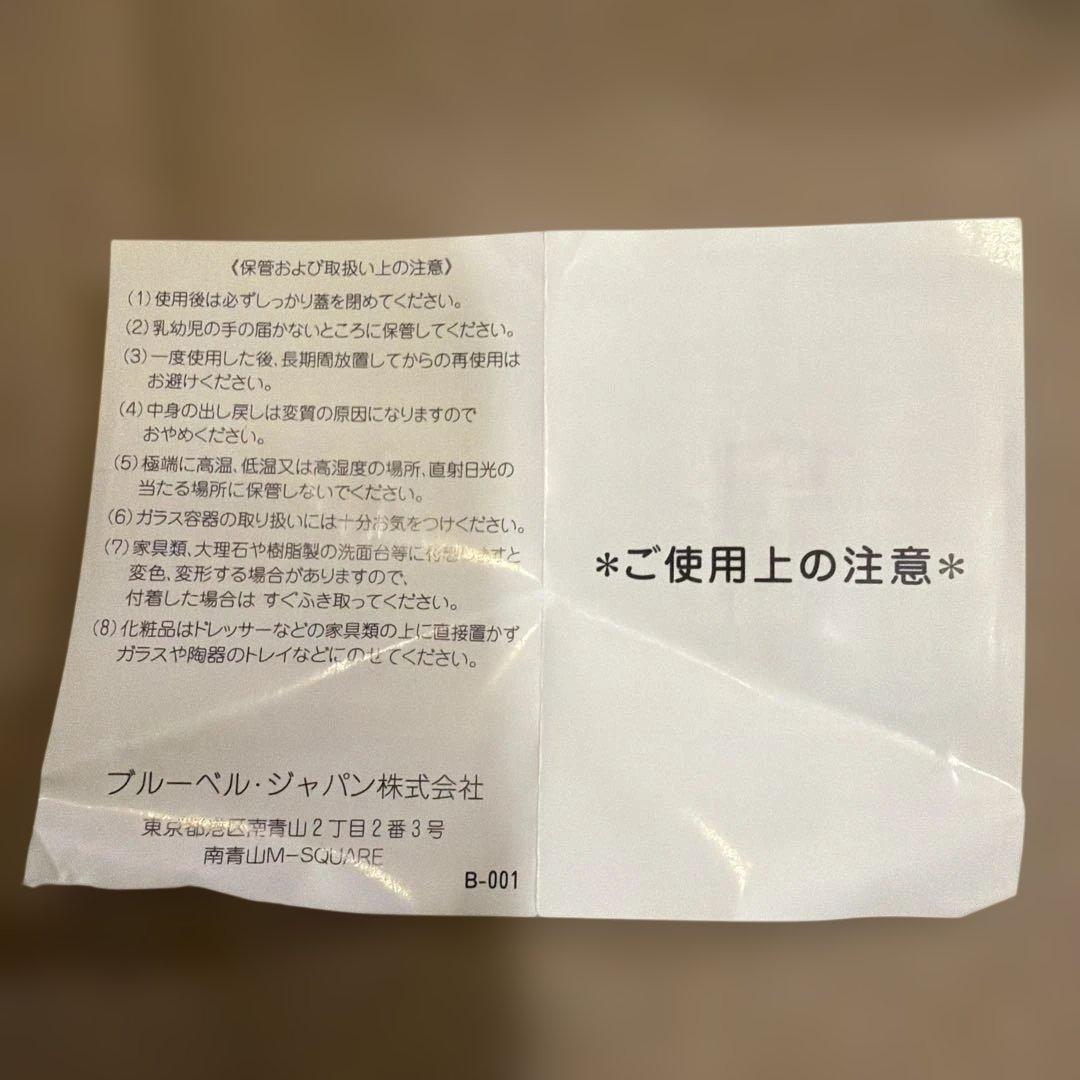 《保管および取扱い上の注意》
(1)使用後は必ずしっかり蓋を閉めてください。
(2)乳幼児の手の届かないところに保管してください。
(3)一度使用した後、長期間放置してからの再使用は
お避けください。
(4)中身の出し戻しは変質の原因になりますので
おやめください。
(5)極端に高温、低温又は高湿度の場所、直射日光の
当たる場所に保管しないでください。
(6)ガラス容器の取り扱いには十分お気をつけください。
(7)家具類、大理石や樹脂製の洗面台等に付着しますと
変色、変形する場合がありますので、
付着した場合は すぐふき取ってください。
(8)化粧品はドレッサーなどの家具類の上に直接置かず
ガラスや陶器のトレイなどにのせてください。
ブルーベル・ジャパン株式会社
東京都港区南青山2丁目2番3号
南青山M-SQUARE
B-001
*ご使用上の注意*